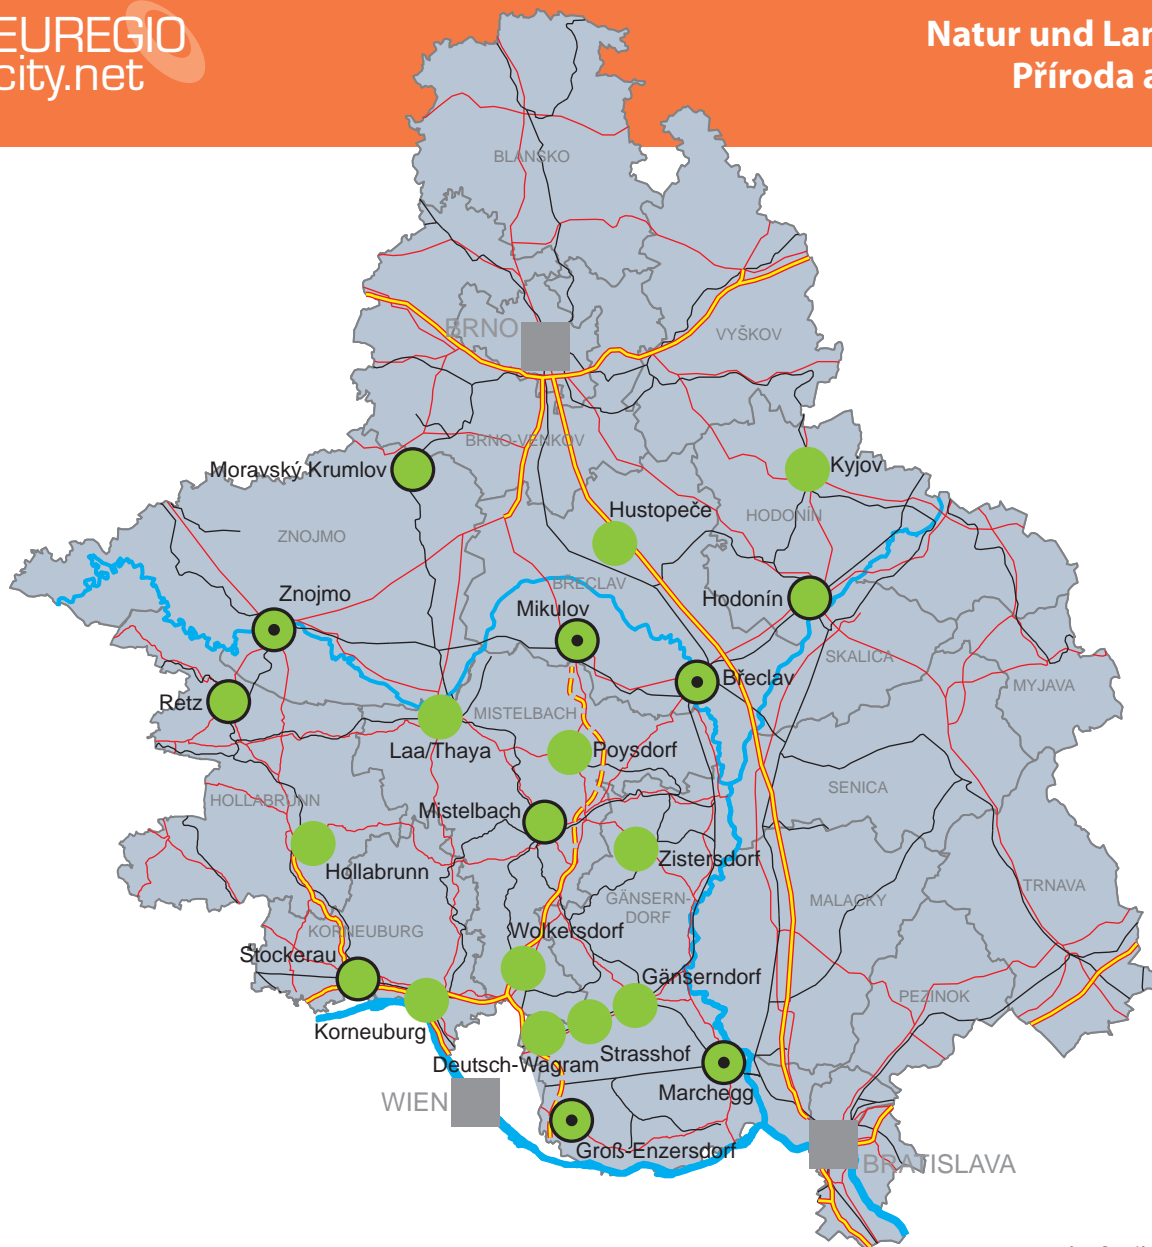 EUREGIO
city.net
Natur und Lan
Příroda a
BLANSKO
BRNO
VYŠKOV
BRNO-VENKOV
Moravský Krumlov
Kyjov
Hustopeče
HODONÍN
ZNOJMO
BŘECLAV
Znojmo
Mikulov
Hodonín
SKALICA
Břeclav
MYJAVA
Retz
MISTELBACH
Laa/Thaya
Poysdorf
SENICA
HOLLABRUNN
Mistelbach
Zistersdorf
Hollabrunn
TRNAVA
GÄNSERN-
DORF
MALACKY
KORNEUBURG
Wolkersdorf
Stockerau
Gänserndorf
PEZINOK
Korneuburg
Strasshof
Deutsch-Wagram
Marchegg
WIEN
Groß-Enzersdorf
BRATISLAVA